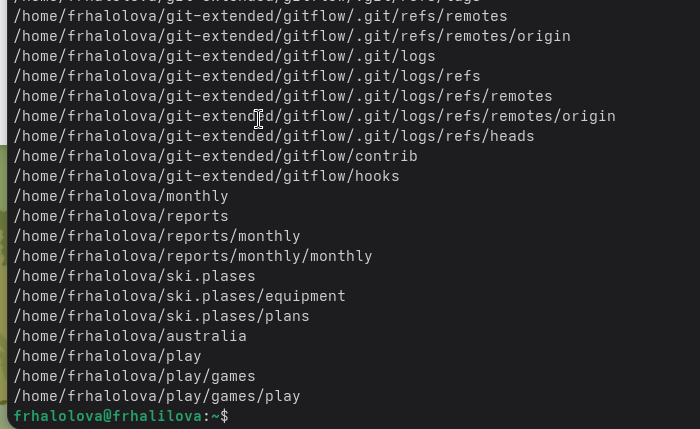 /home/frhalolova/git-extended/gitflow/.git/refs/remotes
/home/frhalolova/git-extended/gitflow/.git/refs/remotes/origin
/home/frhalolova/git-extended/gitflow/.git/logs
/home/frhalolova/git-extended/gitflow/.git/logs/refs
/home/frhalolova/git-extended/gitflow/.git/logs/refs/remotes
/home/frhalolova/git-extended/gitflow/.git/logs/refs/remotes/origin
/home/frhalolova/git-extended/gitflow/.git/logs/refs/heads
/home/frhalolova/git-extended/gitflow/contrib
/home/frhalolova/git-extended/gitflow/hooks
/home/frhalolova/monthly
/home/frhalolova/reports
/home/frhalolova/reports/monthly
/home/frhalolova/reports/monthly/monthly
/home/frhalolova/ski.plases
/home/frhalolova/ski.plases/equipment
/home/frhalolova/ski.plases/plans
/home/frhalolova/australia
/home/frhalolova/play
/home/frhalolova/play/games
/home/frhalolova/play/games/play
frhalolova@frhalilova:~$